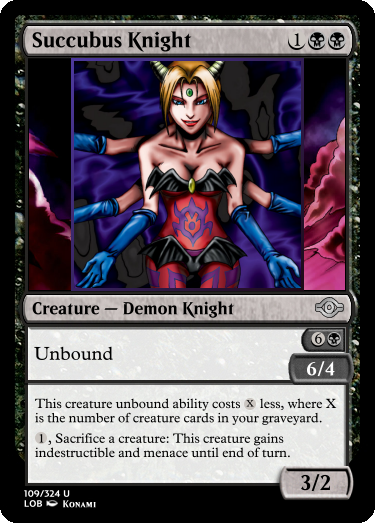 Succubus Knight 1
Creature — Demon Knight
6
Unbound
6/4
This creature unbound ability costs X less, where X
is the number of creature cards in your graveyard.
1, Sacrifice a creature: This creature gains
indestructible and menace until end of turn.
3/2
109/324 U
LOB Konami